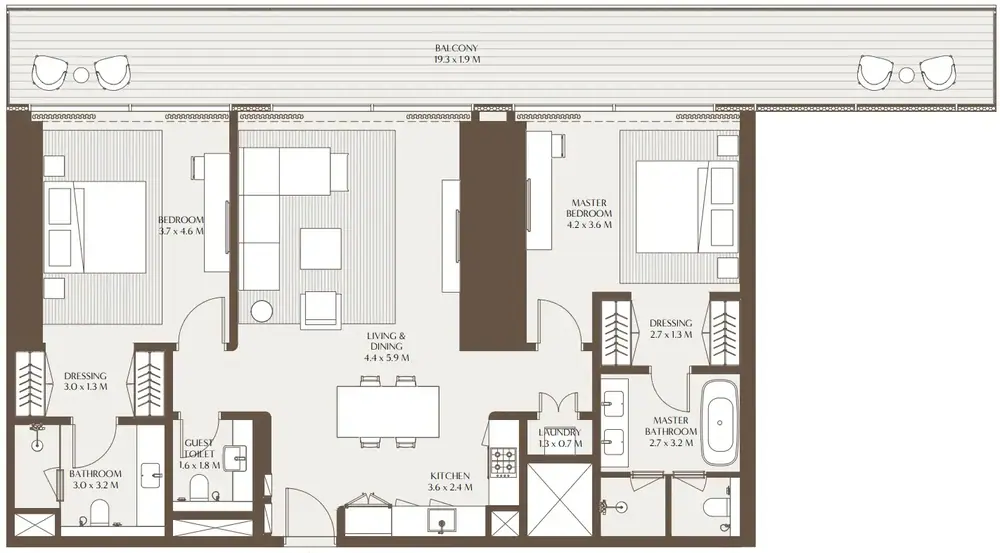 BALCONY
19.3 x 1.9 M
BEDROOM
3.7 x 4.6 M
MASTER
BEDROOM
4.2 x 3.6 M
LIVING &
DINING
4.4 x 5.9 M
DRESSING
2.7 x 1.3 M
DRESSING
3.0 x 1.3 M
MASTER
BATHROOM
2.7 x 3.2 M
LAUNDRY
1.3 x 0.7 M
GUEST
TOILET
1.6 x 1.8 M
BATHROOM
3.0 x 3.2 M
KITCHEN
3.6 x 2.4 M